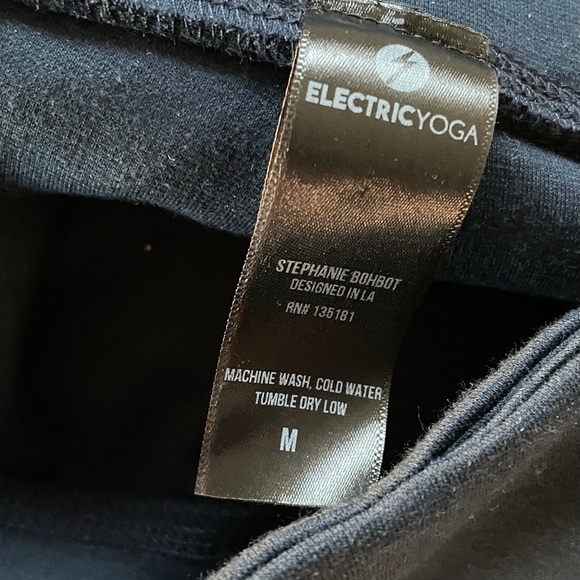 ELECTRICYOGA
STEPHANIE BOHBOT
DESIGNED IN LA
RN# 135181
MACHINE WASH, COLD WATER
TUMBLE DRY LOW
M